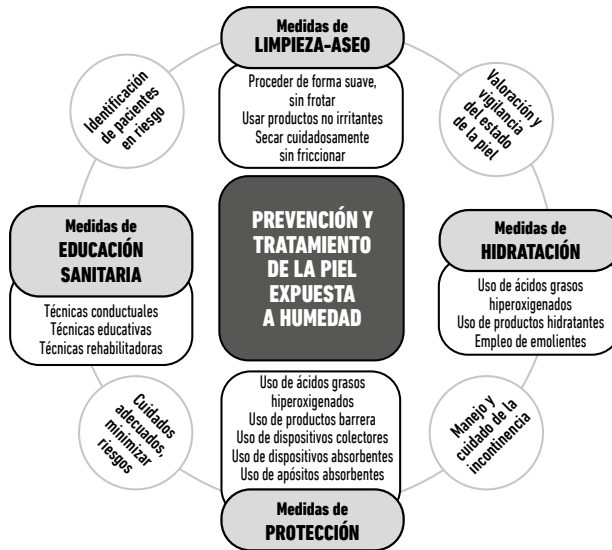 Medidas de
LIMPIEZA-ASEO
Proceder de forma suave,
sin frotar
Usar productos no irritantes
Secar cuidadosamente
sin friccionar
Identificación
de pacientes
en riesgo
Valoración y
vigilancia
del estado
de la piel
PREVENCIÓN Y
TRATAMIENTO
DE LA PIEL
EXPUESTA
A HUMEDAD
Medidas de
EDUCACIÓN
SANITARIA
Técnicas conductuales
Técnicas educativas
Técnicas rehabilitadoras
Medidas de
HIDRATACIÓN
Uso de ácidos grasos
hiperoxigenados
Uso de productos hidratantes
Empleo de emolientes
Cuidados
adecuados,
minimizar
riesgos
Manejo y
cuidado de la
incontinencia
Uso de ácidos grasos
hiperoxigenados
Uso de productos barrera
Uso de dispositivos colectores
Uso de dispositivos absorbentes
Uso de apósitos absorbentes
Medidas de
PROTECCIÓN